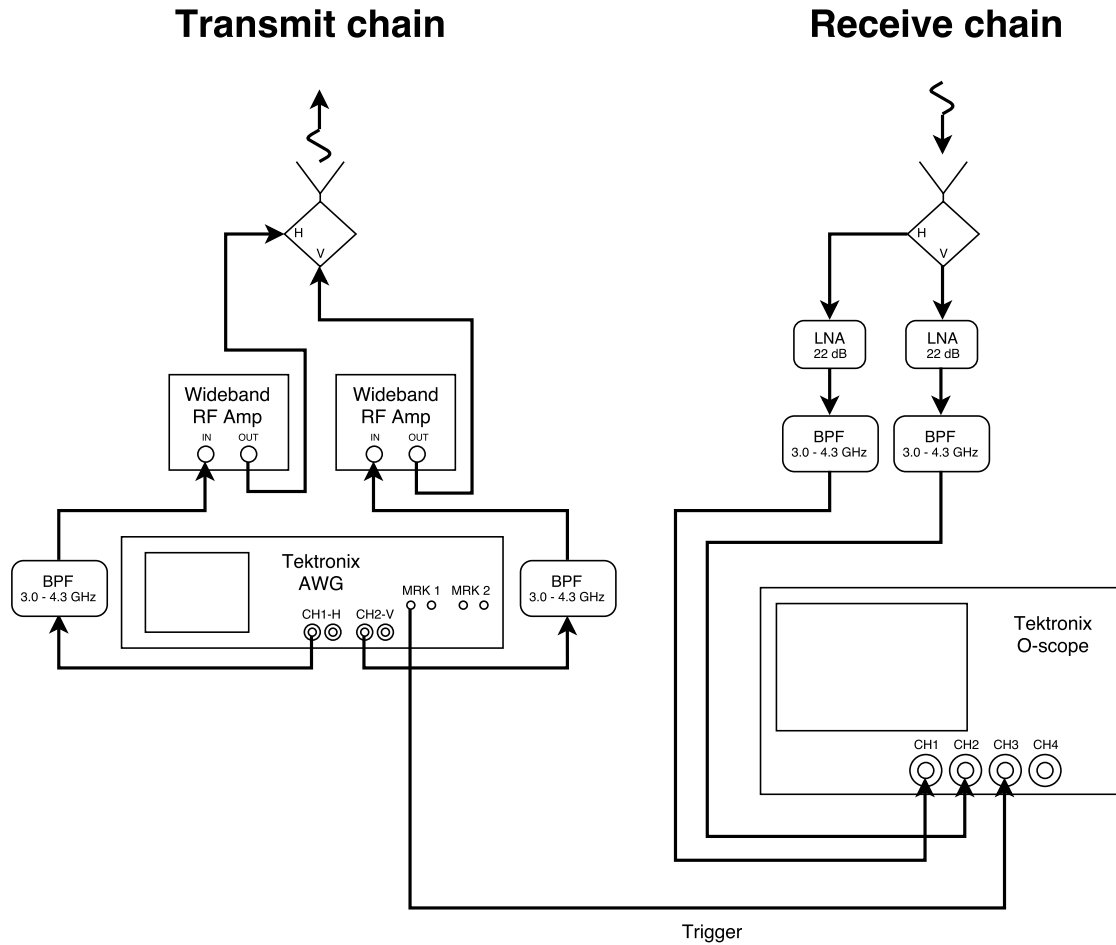 Transmit chain
Receive chain
H
V
H
V
LNA
22 dB
LNA
22 dB
Wideband
RF Amp
IN OUT
Wideband
RF Amp
IN OUT
BPF
3.0 - 4.3 GHz
BPF
3.0 - 4.3 GHz
BPF
3.0 - 4.3 GHz
Tektronix
AWG
MRK 1 MRK 2
CH1-H CH2-V
BPF
3.0 - 4.3 GHz
Tektronix
O-scope
CH1 CH2 CH3 CH4
Trigger